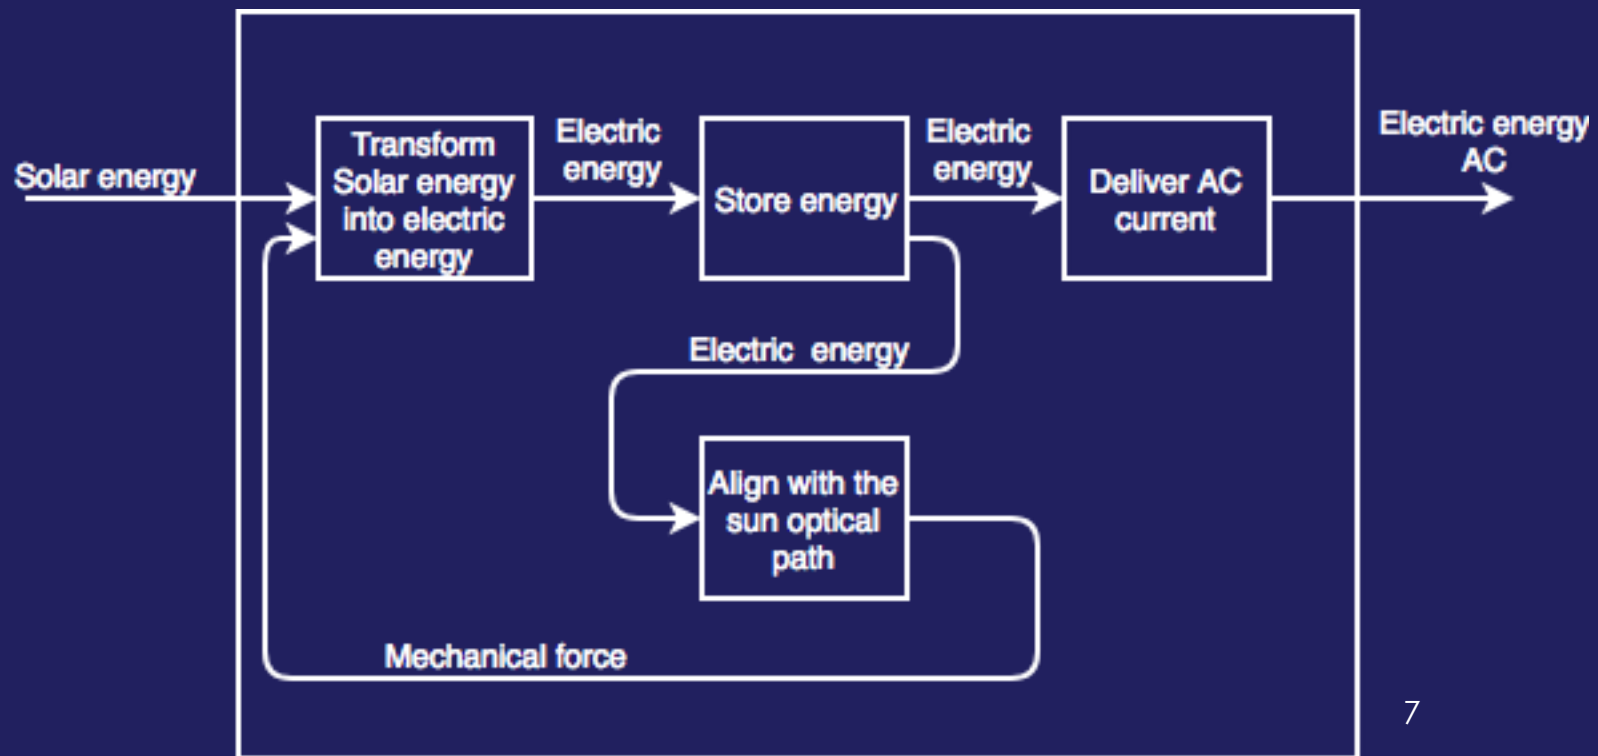 Solar energy
Transform
Solar energy
into electric
energy
Electric
energy
Store energy
Electric
energy
Deliver AC
current
Electric energy
AC
Electric energy
Align with the
sun optical
path
Mechanical force
7